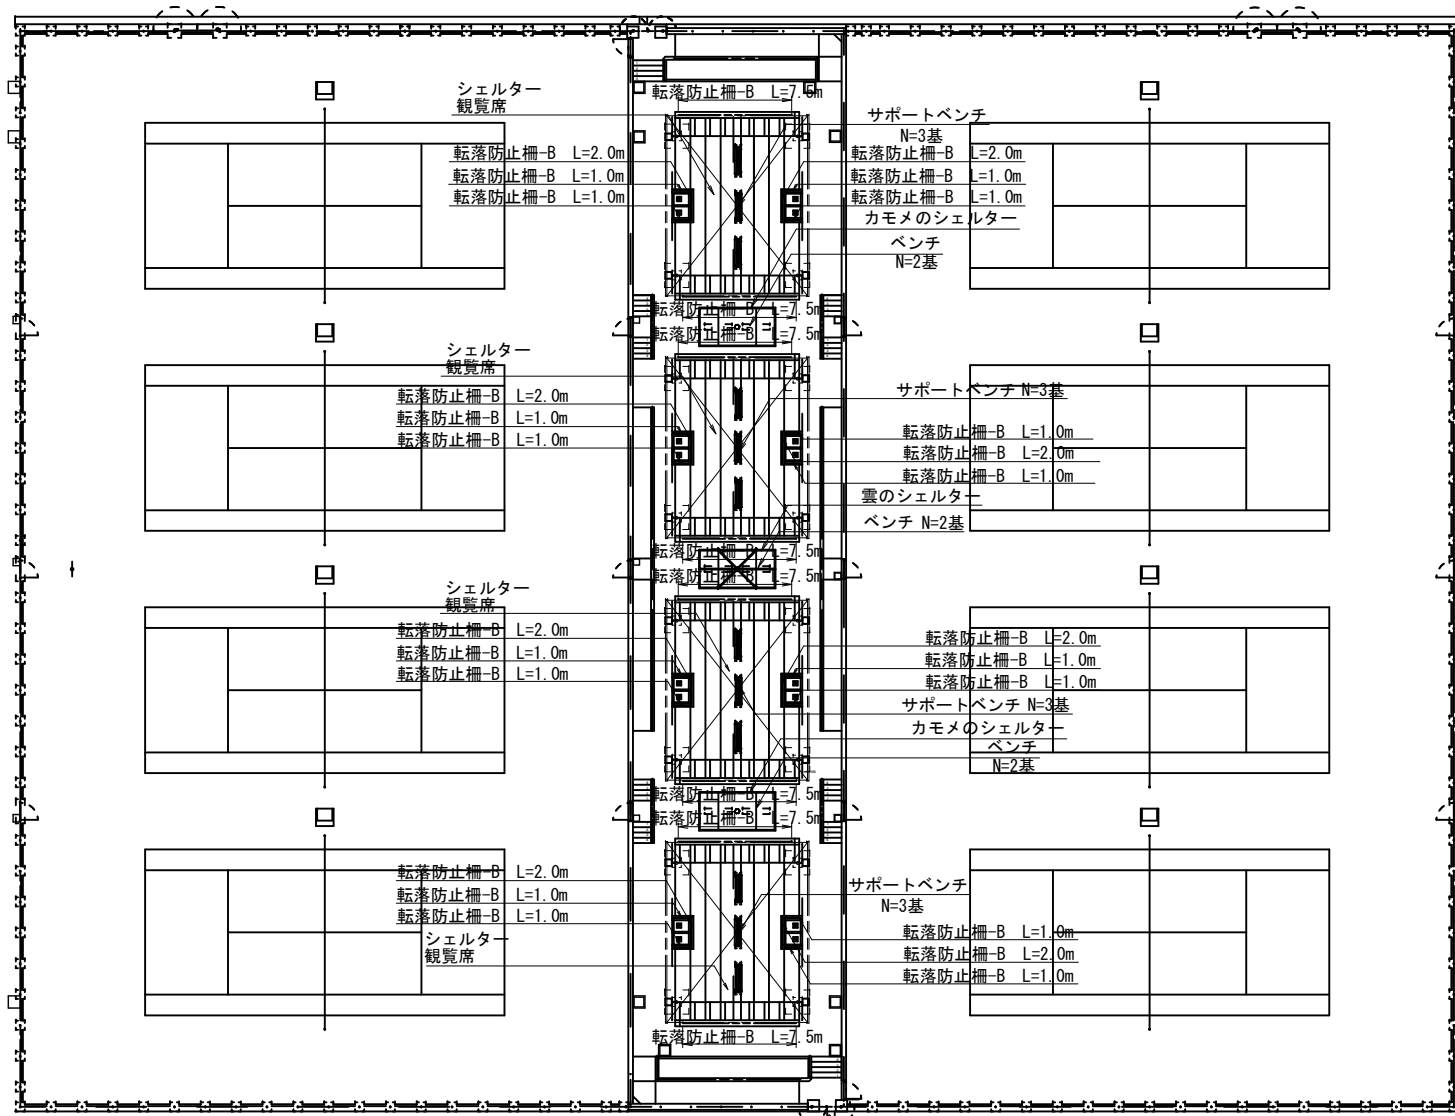 シェルター
観覧席
転落防止柵-B L=7.5m
サポートベンチ
N=3基
転落防止柵-B L=2.0m
転落防止柵-B L=1.0m
転落防止柵-B L=1.0m
転落防止柵-B L=2.0m
転落防止柵-B L=1.0m
転落防止柵-B L=1.0m
カモメのシェルター
ベンチ
N=2基
転落防止柵-B L=7.5m
転落防止柵-B L=7.5m
シェルター
観覧席
転落防止柵-B L=2.0m
転落防止柵-B L=1.0m
転落防止柵-B L=1.0m
サポートベンチ N=3基
転落防止柵-B L=1.0m
転落防止柵-B L=2.0m
転落防止柵-B L=1.0m
雲のシェルター
ベンチ N=2基
転落防止柵-B L=7.5m
転落防止柵-B L=7.5m
シェルター
観覧席
転落防止柵-B L=2.0m
転落防止柵-B L=1.0m
転落防止柵-B L=1.0m
転落防止柵-B L=2.0m
転落防止柵-B L=1.0m
転落防止柵-B L=1.0m
サポートベンチ N=3基
カモメのシェルター
ベンチ
N=2基
転落防止柵-B L=7.5m
転落防止柵-B L=7.5m
転落防止柵-B L=2.0m
転落防止柵-B L=1.0m
転落防止柵-B L=1.0m
シェルター
観覧席
サポートベンチ
N=3基
転落防止柵-B L=1.0m
転落防止柵-B L=2.0m
転落防止柵-B L=1.0m
転落防止柵-B L=7.5m